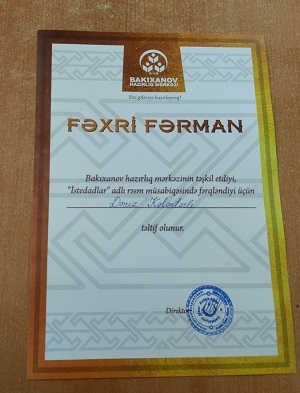 BAKIXANOV
HAZIRLIQ MƏRKƏZİ
Sizi gələcəyə hazırlayırıq!
FƏXRİ FƏRMAN
Bakıxanov hazırlıq mərkəzinin təşkil etdiyi,
"İstedadlar" adlı rəsm müsabiqəsində fərqləndiyi üçün
Dəniz
təltif olunur.
Direktor: